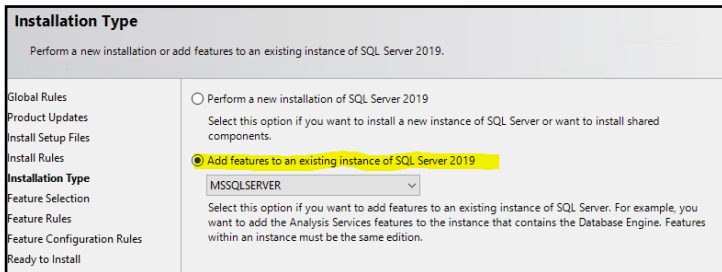 Installation Type
Perform a new installation or add features to an existing instance of SQL Server 2019.
Global Rules
Product Updates
Install Setup Files
Install Rules
Installation Type
Feature Selection
Feature Rules
Feature Configuration Rules
Ready to Install
Perform a new installation of SQL Server 2019
Select this option if you want to install a new instance of SQL Server or want to install shared
components.
Add features to an existing instance of SQL Server 2019
MSSQLSERVER
Select this option if you want to add features to an existing instance of SQL Server. For example, you
want to add the Analysis Services features to the instance that contains the Database Engine. Features
within an instance must be the same edition.